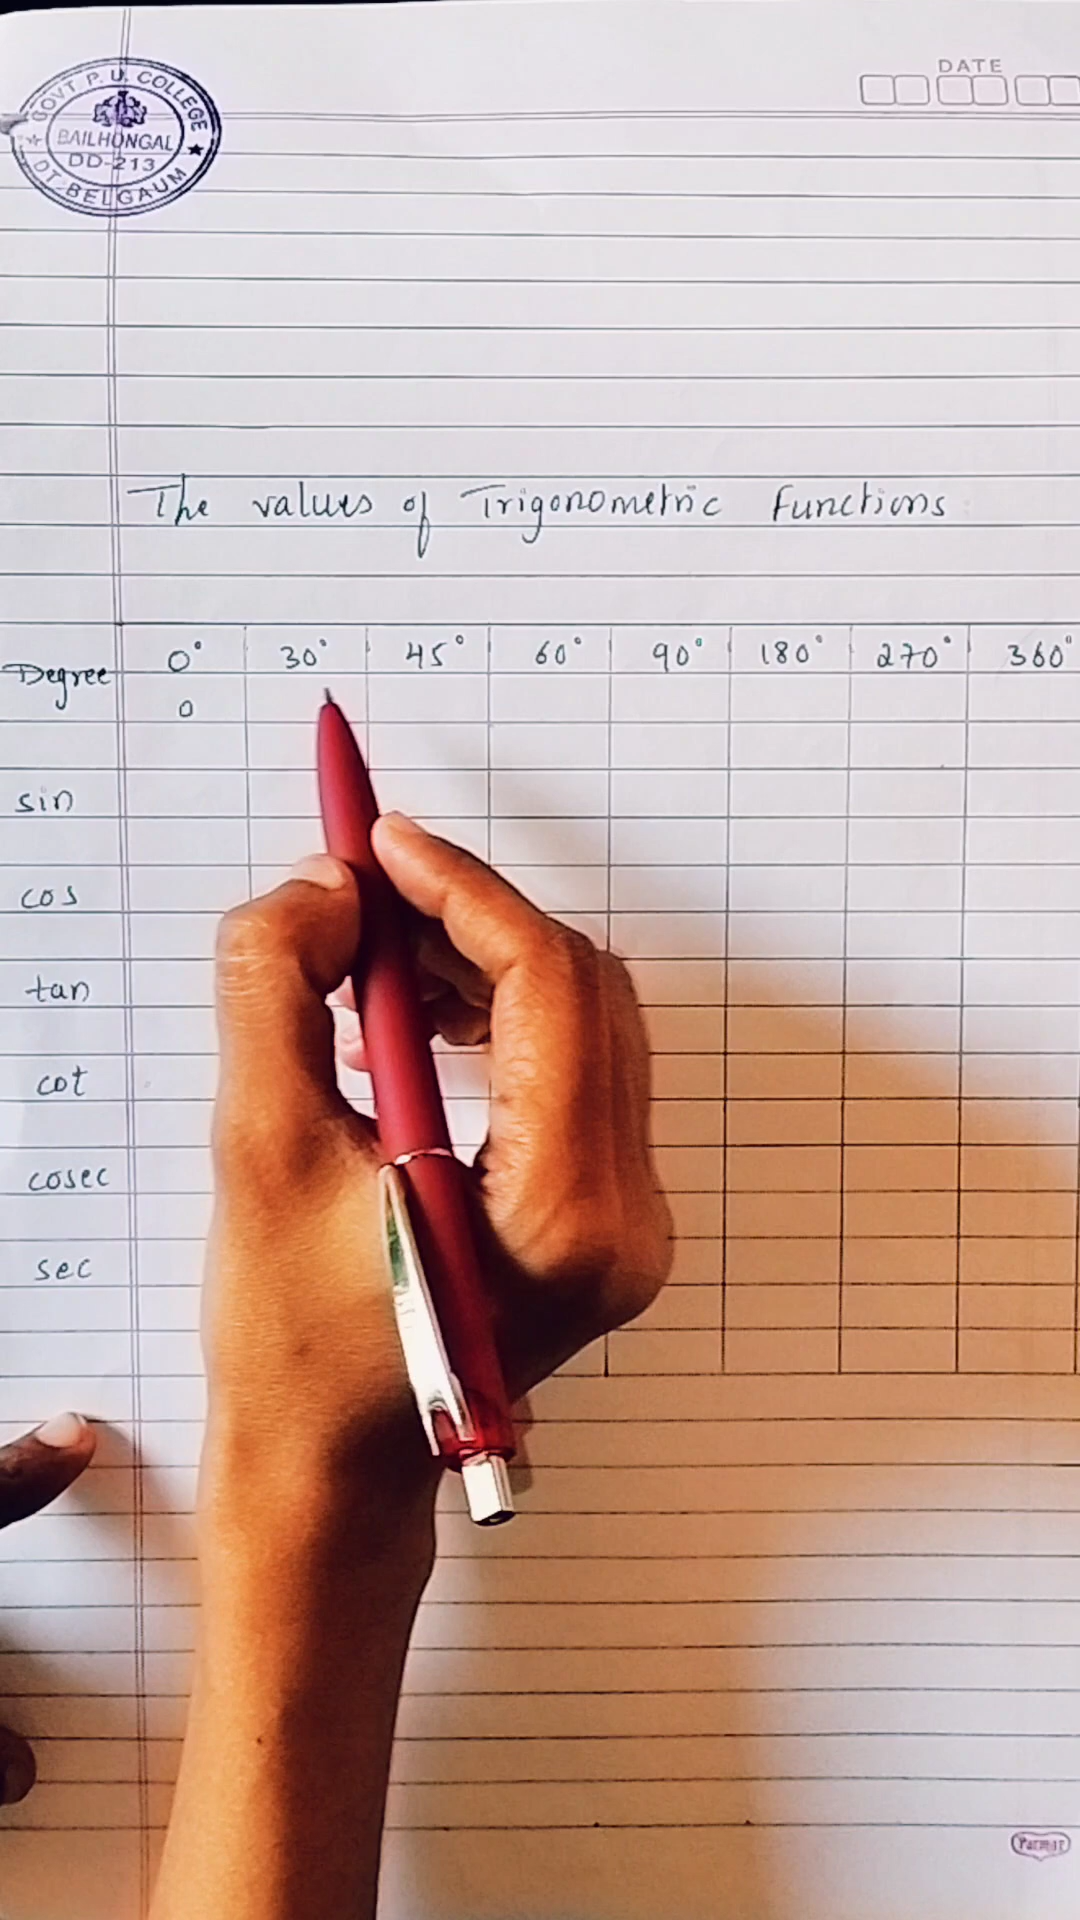 GOVT P. U. COLLEGE
BAILHONGAL
DD-213
DT. BELGAUM
DATE
The values of Trigonometric Functions
Degree 0° 30° 45° 60° 90° 180° 270° 360°
0
sin
cos
tan
cot
cosec
sec
Parmar